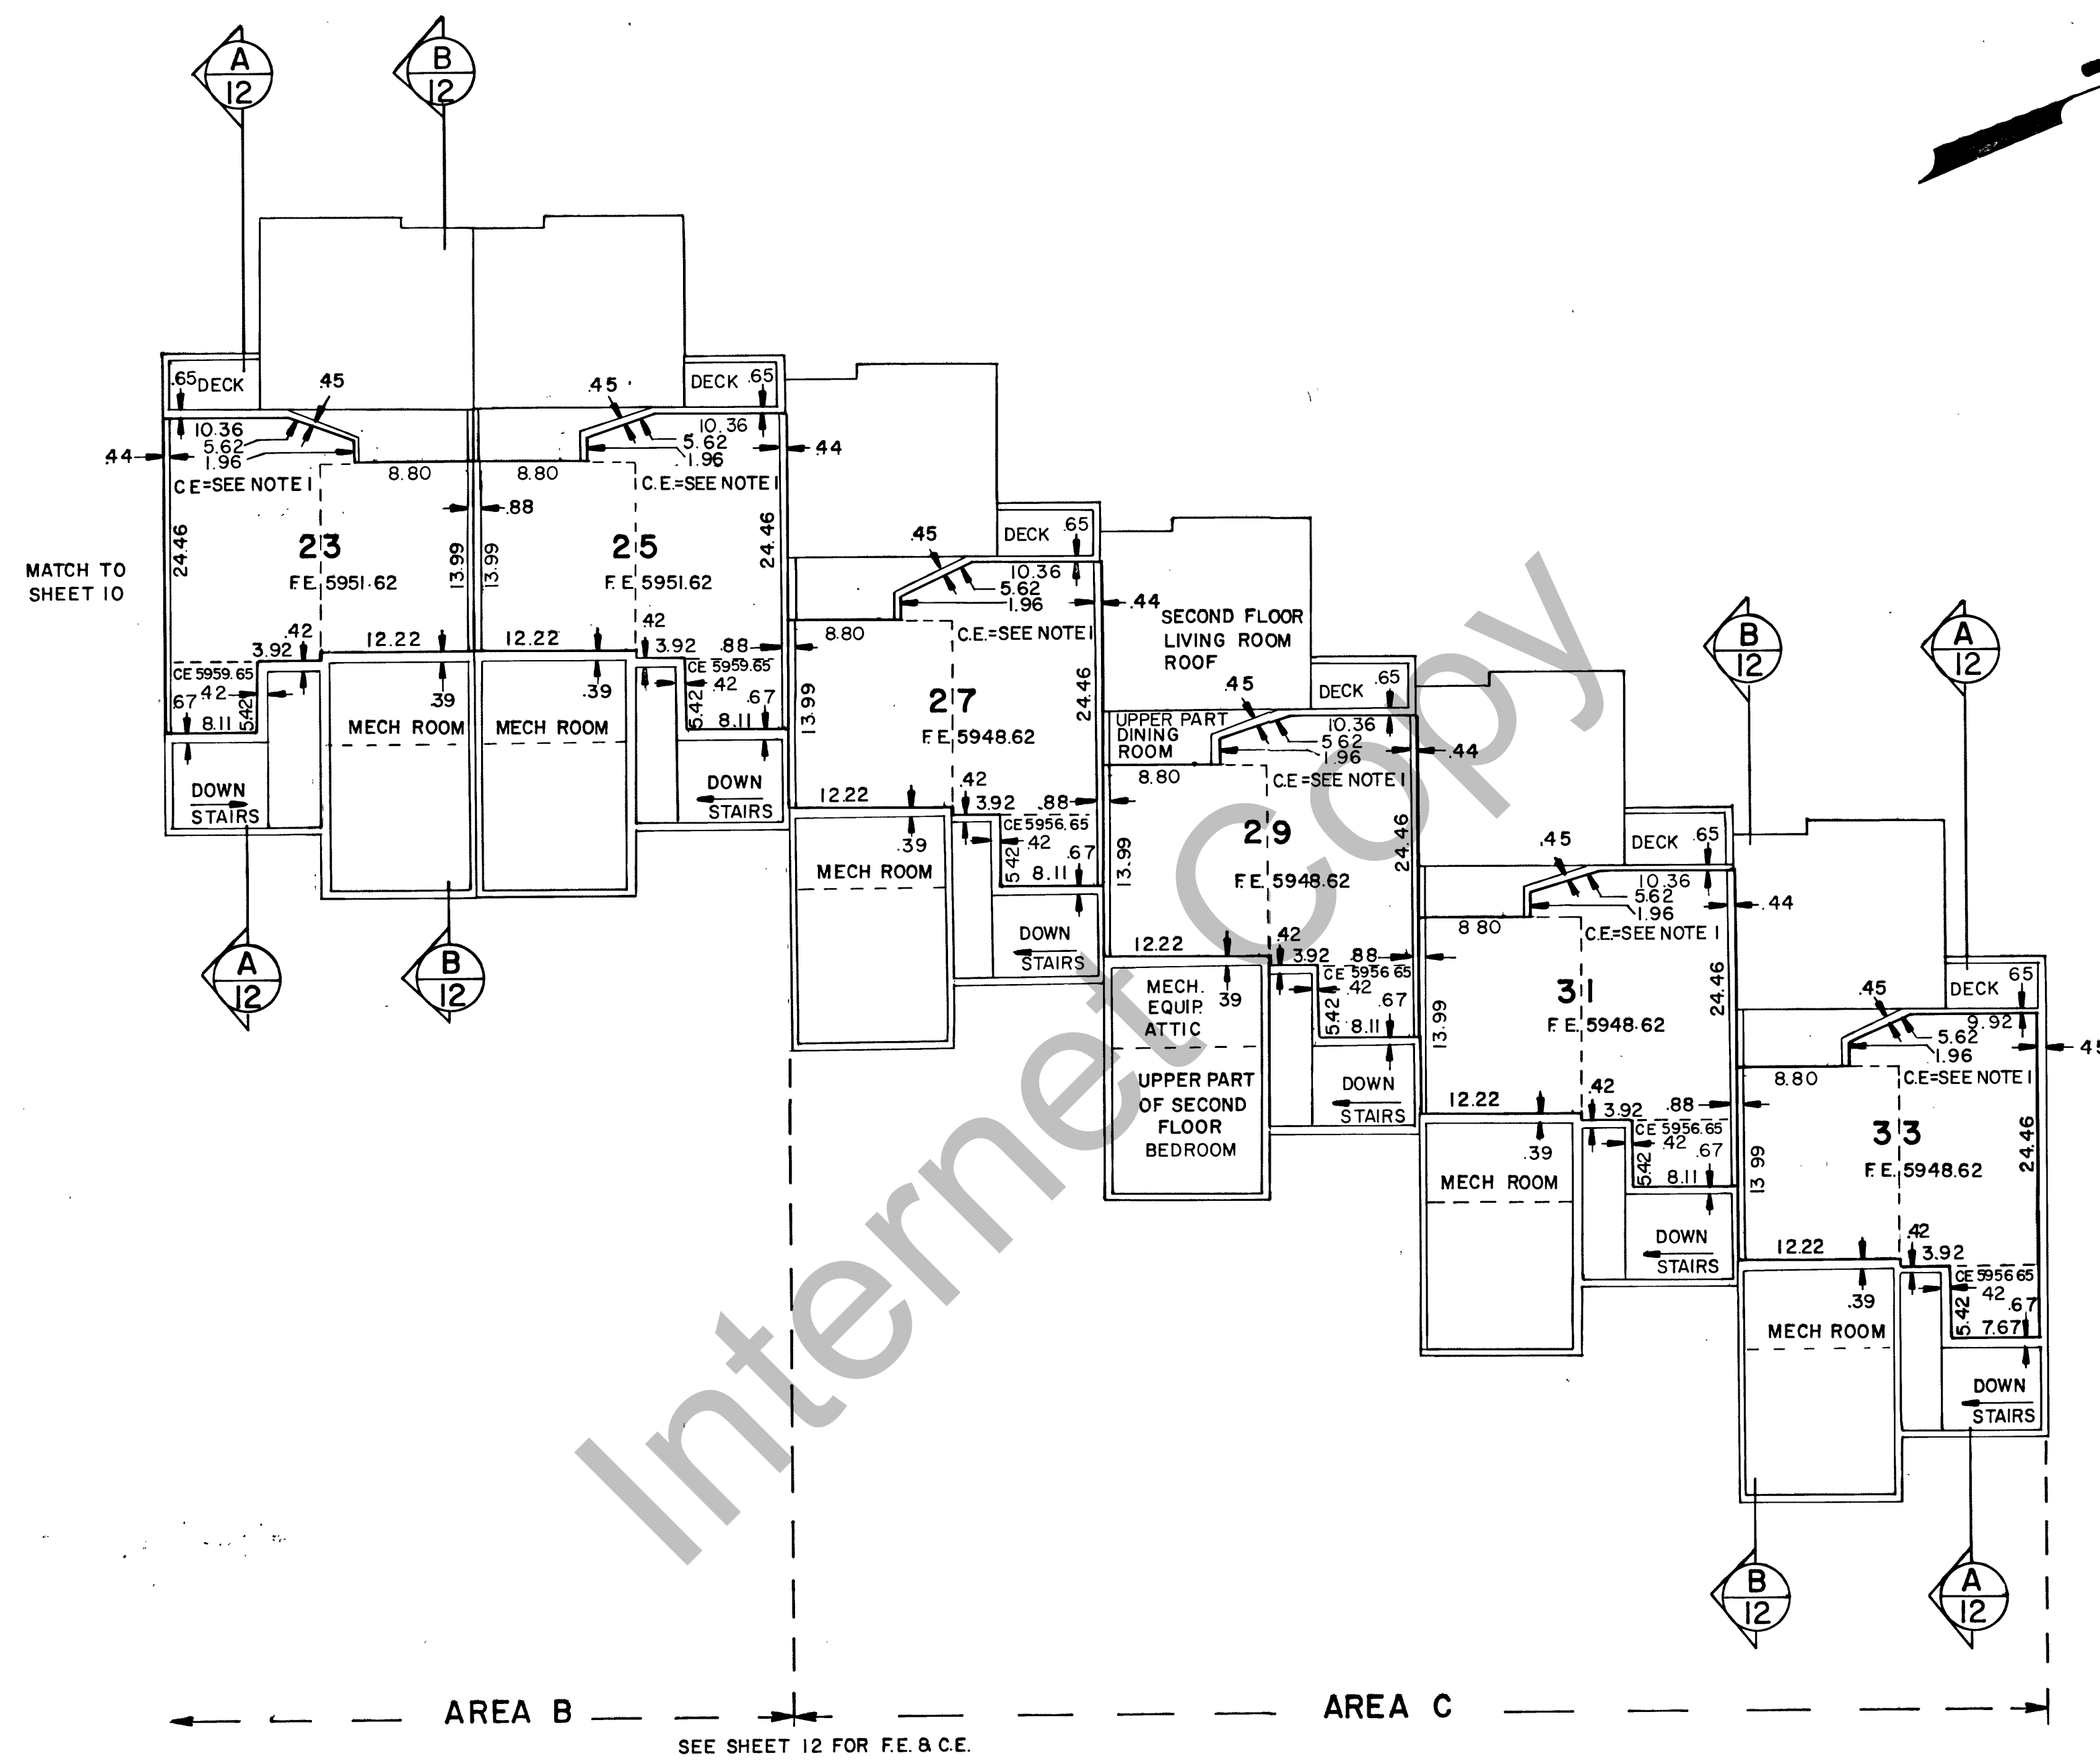 A
12
B
12
.65 DECK
.45
10.36
5.62
1.96
.44
8.80
C E=SEE NOTE 1
24.46
23
F.E. 5951.62
13.99
.88
.42
3.92
12.22
CE 5959.65
.67
.42
8.11
5.42
.39
MECH ROOM
DOWN
STAIRS
MATCH TO
SHEET 10
.45
DECK .65
10.36
5.62
1.96
.44
8.80
C.E.=SEE NOTE 1
13.99
25
24.46
F.E. 5951.62
12.22
.42
3.92
.88
CE 5959.65
.42
.67
5.42
8.11
.39
MECH ROOM
DOWN
STAIRS
A
12
B
12
.45
DECK
.65
10.36
5.62
1.96
.44
8.80
C.E.=SEE NOTE 1
13.99
27
24.46
F.E. 5948.62
12.22
.42
3.92
.88
CE 5956.65
.42
.67
5.42
8.11
.39
MECH ROOM
DOWN
STAIRS
SECOND FLOOR
LIVING ROOM
ROOF
UPPER PART
DINING
ROOM
.45
DECK
.65
10.36
5 62
1.96
.44
8.80
C.E=SEE NOTE 1
13.99
29
24.46
F.E. 5948.62
12.22
.42
3.92
.88
CE 5956 65
.42
.67
5.42
8.11
39
MECH.
EQUIP.
ATTIC
UPPER PART
OF SECOND
FLOOR
BEDROOM
DOWN
STAIRS
B
12
A
12
.45
DECK
.65
10.36
5.62
1.96
.44
8 80
C.E.=SEE NOTE 1
13.99
31
24.46
F. E. 5948.62
12.22
.42
3.92
.88
CE 5956.65
42
.67
5.42
8.11
.39
MECH ROOM
DOWN
STAIRS
.45
DECK
65
9.92
5.62
1.96
45
8.80
C.E=SEE NOTE 1
13 99
33
24.46
F. E. 5948.62
12.22
.42
3.92
CE 5956 65
42
.67
5.42
7.67
.39
MECH ROOM
DOWN
STAIRS
B
12
A
12
AREA B
AREA C
SEE SHEET 12 FOR F.E. & C.E.
Internet Copy